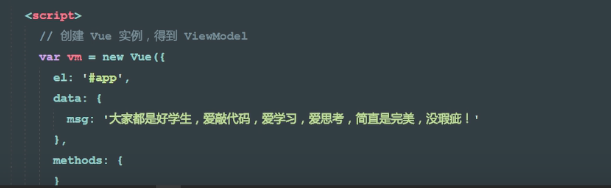 <script>
// 创建 Vue 实例，得到 ViewModel
var vm = new Vue({
el: '#app',
data: {
msg: '大家都是好学生，爱敲代码，爱学习，爱思考，简直是完美，没瑕疵！'
},
methods: {
}